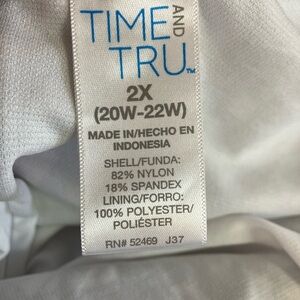 TIME AND
TRU™
2X
(20W-22W)
MADE IN/HECHO EN
INDONESIA
SHELL/FUNDA:
82% NYLON
18% SPANDEX
LINING/FORRO:
100% POLYESTER/
POLIÉSTER
RN# 52469 J37